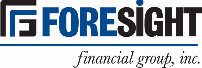 FORESIGHT
financial group, inc.